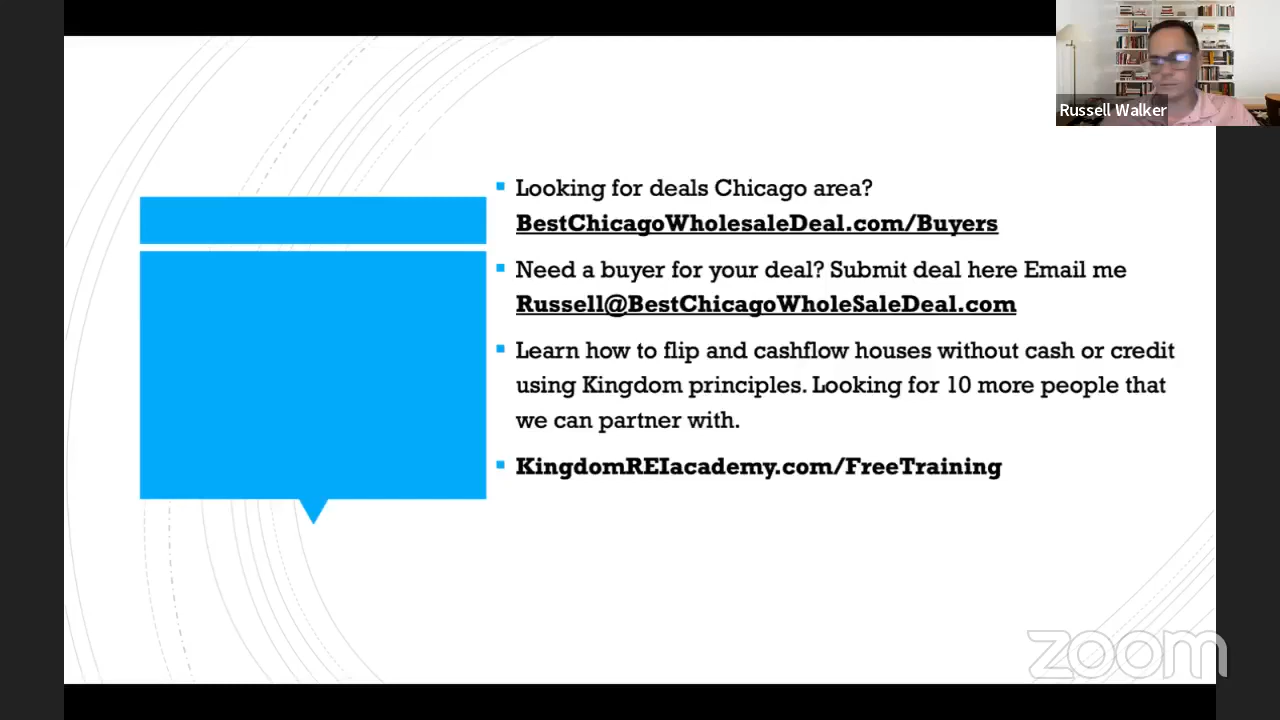 Russell Walker
Looking for deals Chicago area?
BestChicagoWholesaleDeal.com/Buyers
Need a buyer for your deal? Submit deal here Email me
Russell@BestChicagoWholeSaleDeal.com
Learn how to flip and cashflow houses without cash or credit
using Kingdom principles. Looking for 10 more people that
we can partner with.
KingdomREIacademy.com/FreeTraining
zoom